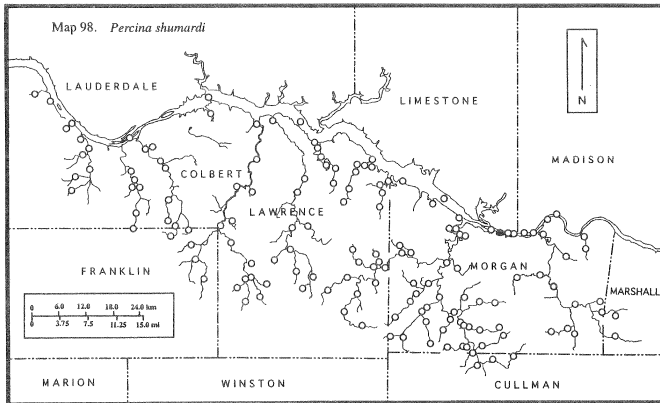 Map 98. Percina shumardi
LAUDERDALE
LIMESTONE
N
MADISON
COLBERT
LAWRENCE
FRANKLIN
MORGAN
MARSHALL
0 6.0 12.0 18.0 24.0 km
0 3.75 7.5 11.25 15.0 mi
MARION
WINSTON
CULLMAN